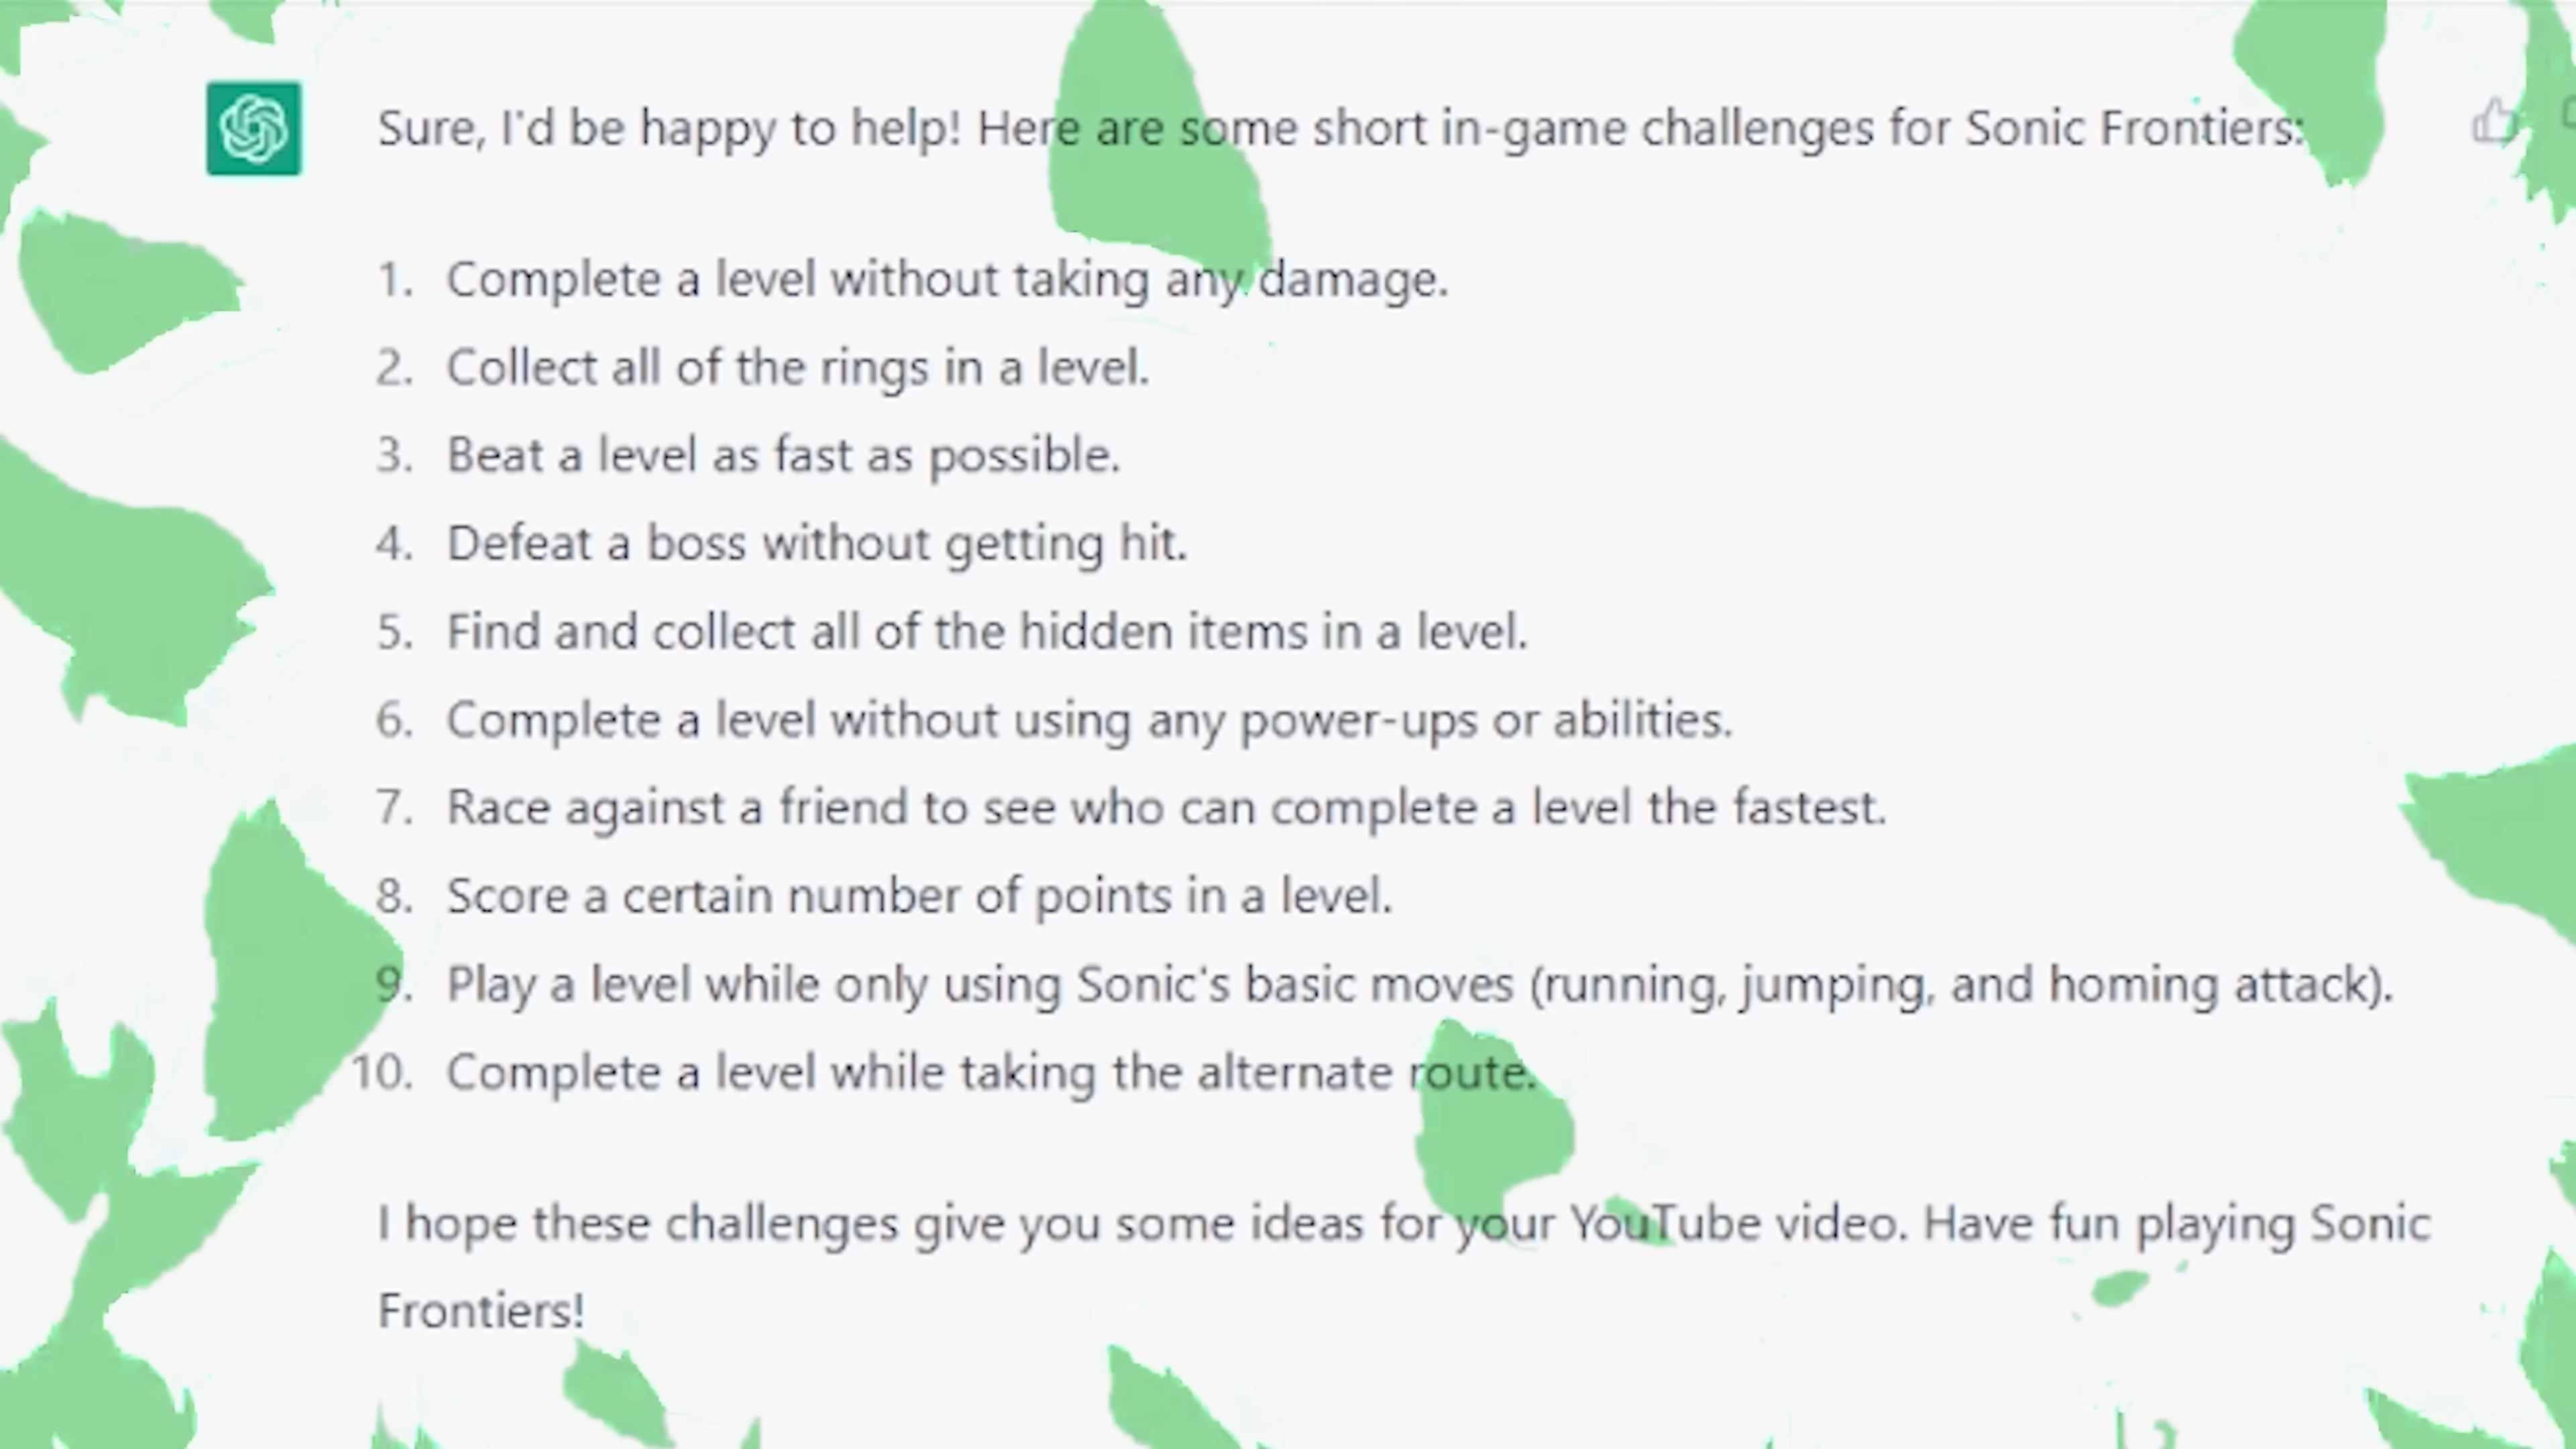 Sure, I'd be happy to help! Here are some short in-game challenges for Sonic Frontiers:
1. Complete a level without taking any damage.
2. Collect all of the rings in a level.
3. Beat a level as fast as possible.
4. Defeat a boss without getting hit.
5. Find and collect all of the hidden items in a level.
6. Complete a level without using any power-ups or abilities.
7. Race against a friend to see who can complete a level the fastest.
8. Score a certain number of points in a level.
9. Play a level while only using Sonic's basic moves (running, jumping, and homing attack).
10. Complete a level while taking the alternate route.
I hope these challenges give you some ideas for your YouTube video. Have fun playing Sonic
Frontiers!